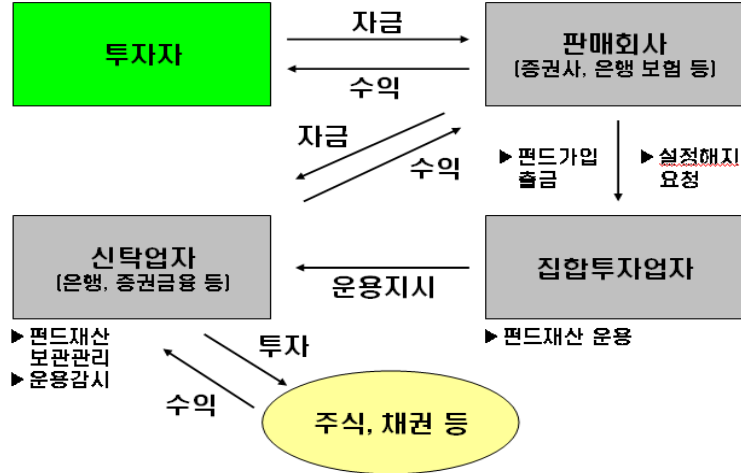 투자자
자금
수익
판매회사
(증권사, 은행 보험 등)
자금
수익
▶ 펀드가입
출금
▶ 설정해지
요청
신탁업자
(은행, 증권금융 등)
운용지시
집합투자업자
▶ 펀드재산
보관관리
▶ 운용감시
▶ 펀드재산 운용
투자
수익
주식, 채권 등